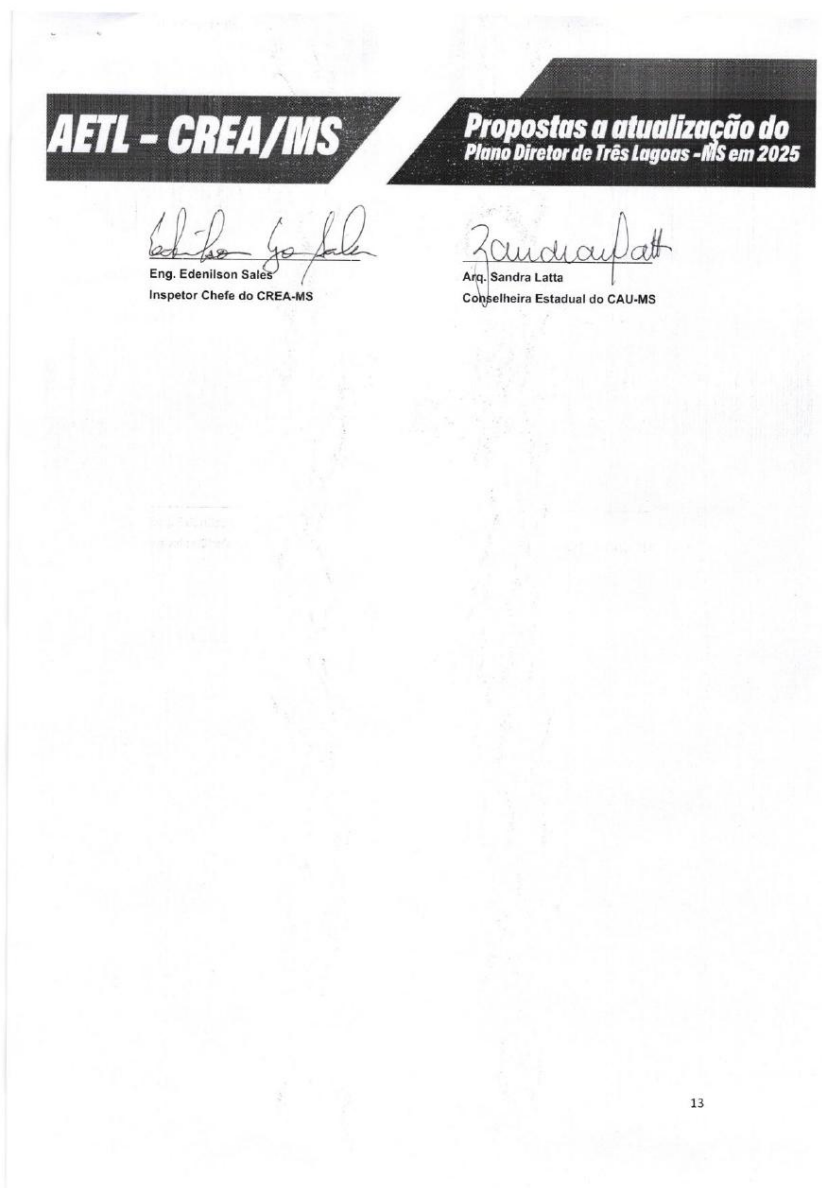 AETL - CREA/MS
Propostas a atualização do
Plano Diretor de Três Lagoas -MS em 2025
Eng. Edenilson Sales
Inspetor Chefe do CREA-MS
Arq. Sandra Latta
Conselheira Estadual do CAU-MS
13